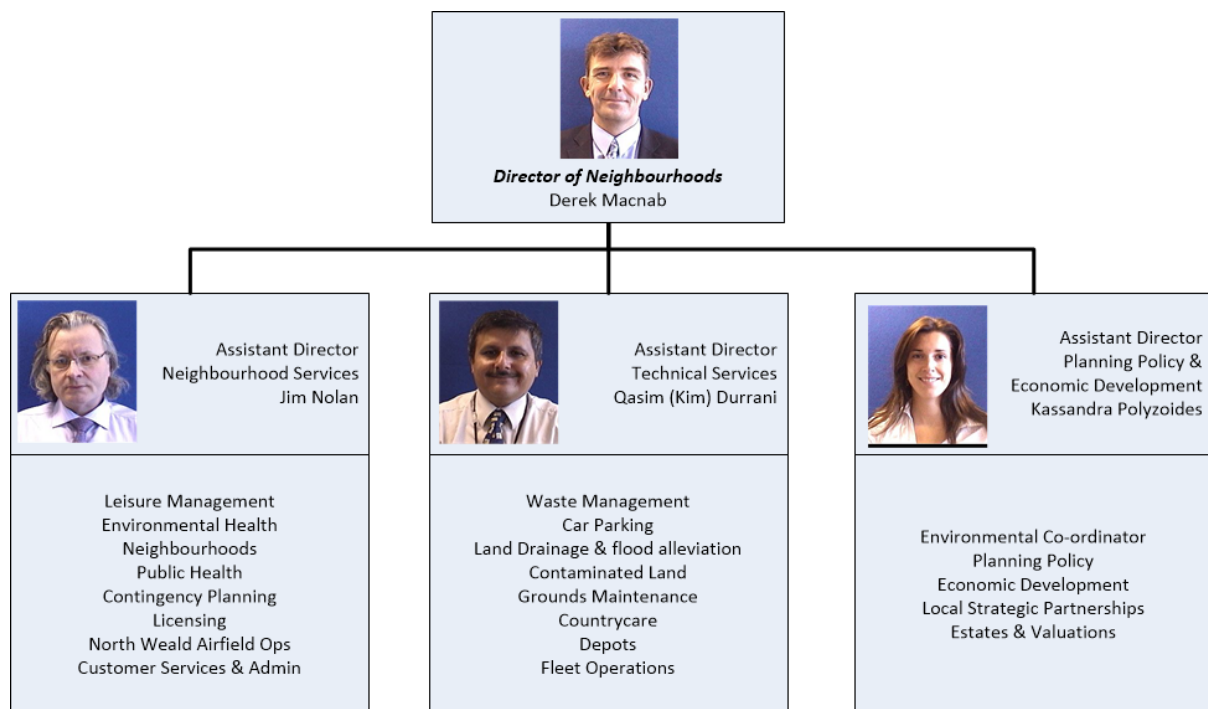 Director of Neighbourhoods
Derek Macnab
Assistant Director
Neighbourhood Services
Jim Nolan
Assistant Director
Technical Services
Qasim (Kim) Durrani
Assistant Director
Planning Policy &
Economic Development
Kassandra Polyzoides
Leisure Management
Environmental Health
Neighbourhoods
Public Health
Contingency Planning
Licensing
North Weald Airfield Ops
Customer Services & Admin
Waste Management
Car Parking
Land Drainage & flood alleviation
Contaminated Land
Grounds Maintenance
Countrycare
Depots
Fleet Operations
Environmental Co-ordinator
Planning Policy
Economic Development
Local Strategic Partnerships
Estates & Valuations